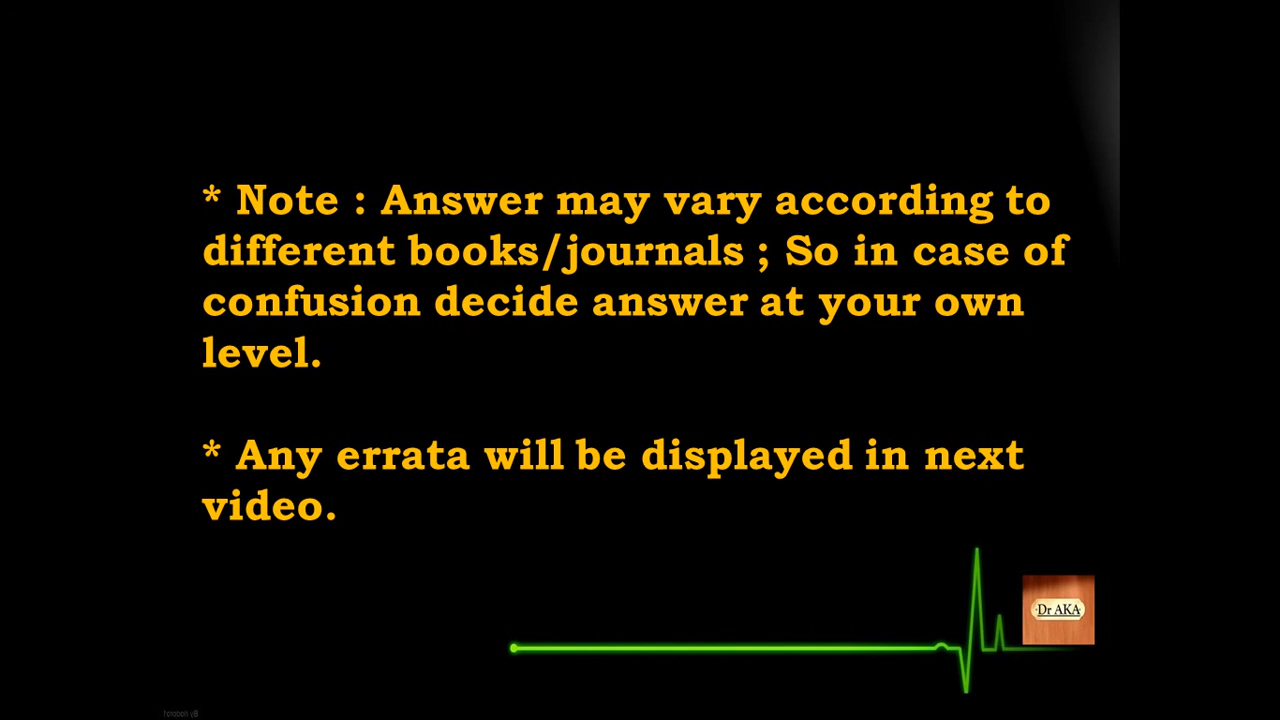 * Note : Answer may vary according to
different books/journals ; So in case of
confusion decide answer at your own
level.
* Any errata will be displayed in next
video.
Dr AKA